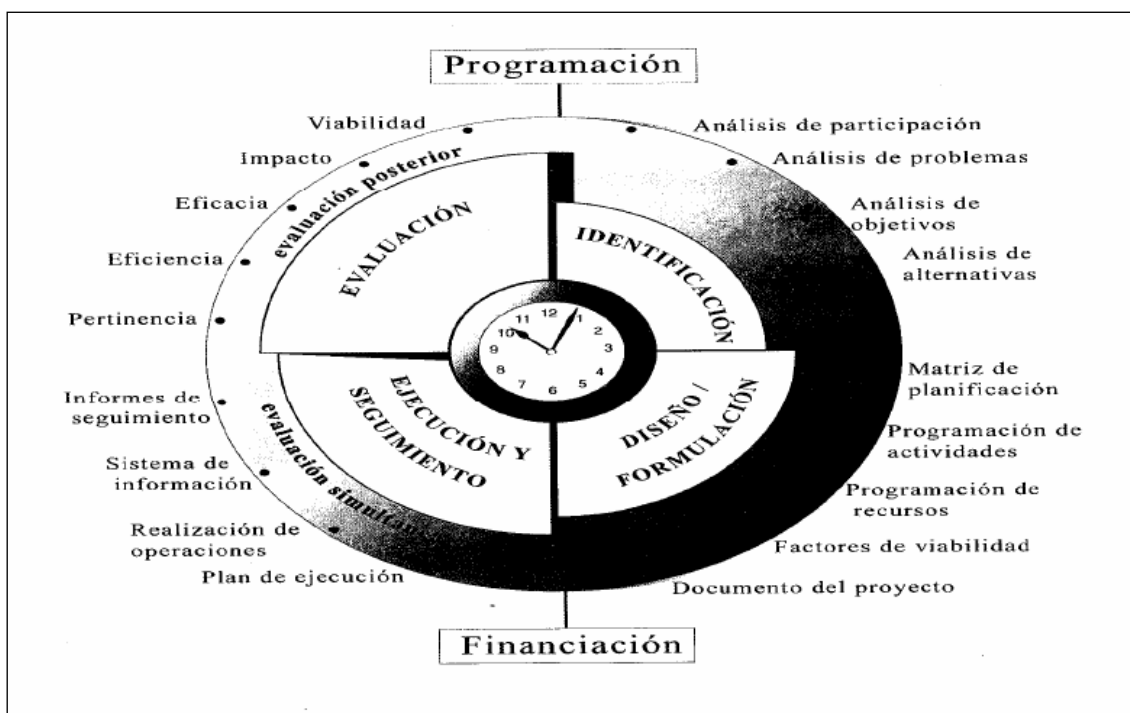 Programación
Viabilidad
Impacto
Eficacia
Eficiencia
Pertinencia
Informes de
seguimiento
Sistema de
información
Realización de
operaciones
Plan de ejecución
Análisis de participación
Análisis de problemas
Análisis de
objetivos
Análisis de
alternativas
Matriz de
planificación
Programación de
actividades
Programación de
recursos
Factores de viabilidad
Documento del proyecto
evaluación posterior
EVALUACIÓN
IDENTIFICACIÓN
EJECUCIÓN Y
SEGUIMIENTO
evaluación
DISEÑO /
FORMULACIÓN
12
1
2
3
4
5
6
7
8
9
10
11
Financiación